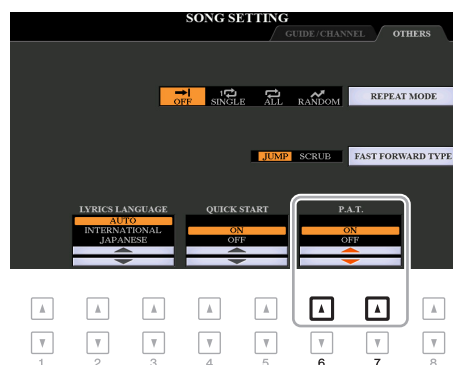 SONG SETTING
GUIDE/CHANNEL OTHERS
OFF 1 SINGLE ALL RANDOM REPEAT MODE
JUMP SCRUB FAST FORWARD TYPE
LYRICS LANGUAGE QUICK START P.A.T.
AUTO
INTERNATIONAL ON ON
JAPANESE OFF OFF
1 2 3 4 5 6 7 8